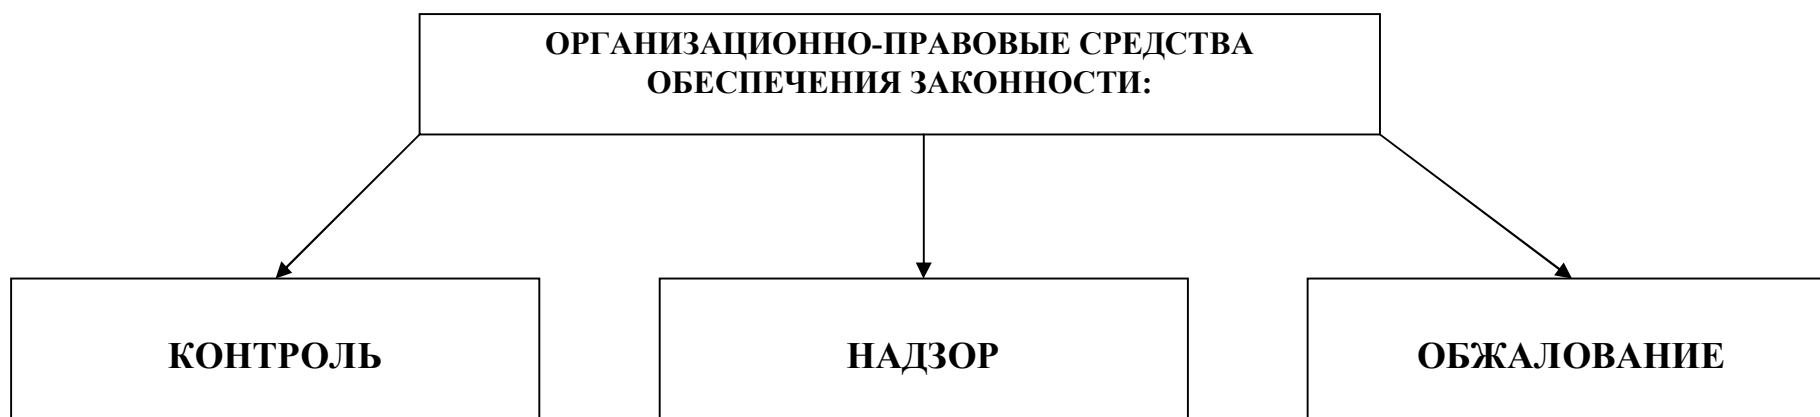 ОРГАНИЗАЦИОННО-ПРАВОВЫЕ СРЕДСТВА
ОБЕСПЕЧЕНИЯ ЗАКОННОСТИ:
КОНТРОЛЬ
НАДЗОР
ОБЖАЛОВАНИЕ